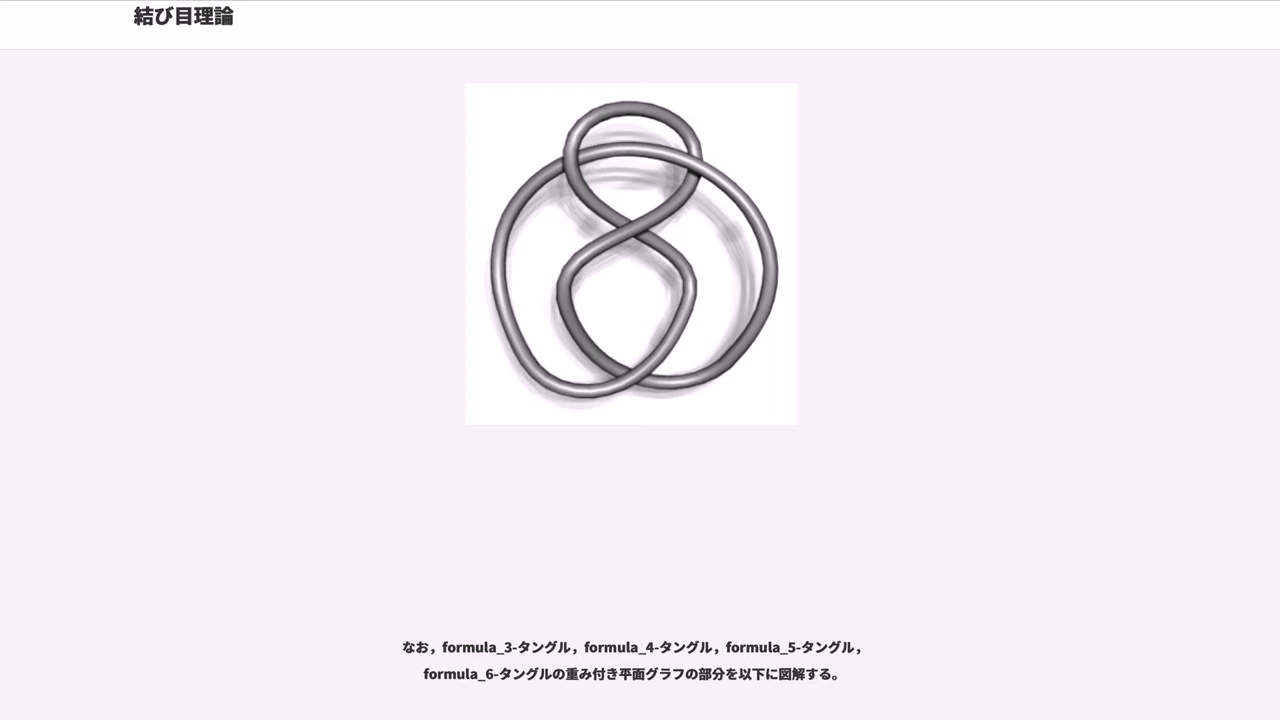 結び目理論
なお，formula_3-タングル，formula_4-タングル，formula_5-タングル，
formula_6-タングルの重み付き平面グラフの部分を以下に図解する。